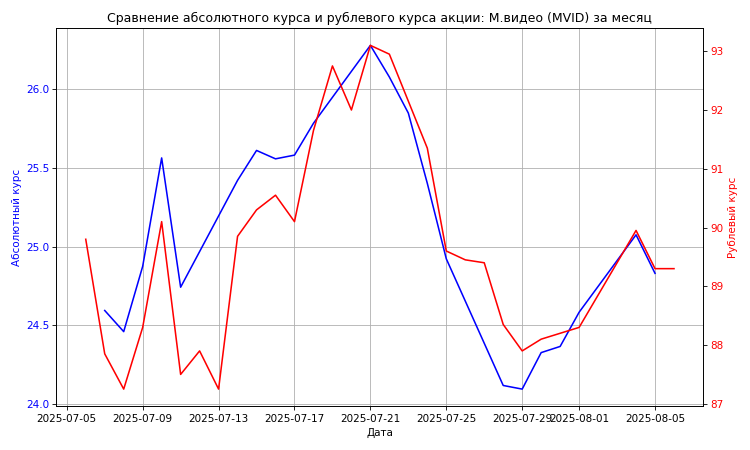 Сравнение абсолютного курса и рублевого курса акции: М.видео (MVID) за месяц
Абсолютный курс
26.0
25.5
25.0
24.5
24.0
93
92
91
90
89
88
87
Рублевый курс
2025-07-05 2025-07-09 2025-07-13 2025-07-17 2025-07-21 2025-07-25 2025-07-29 2025-08-01 2025-08-05
Дата